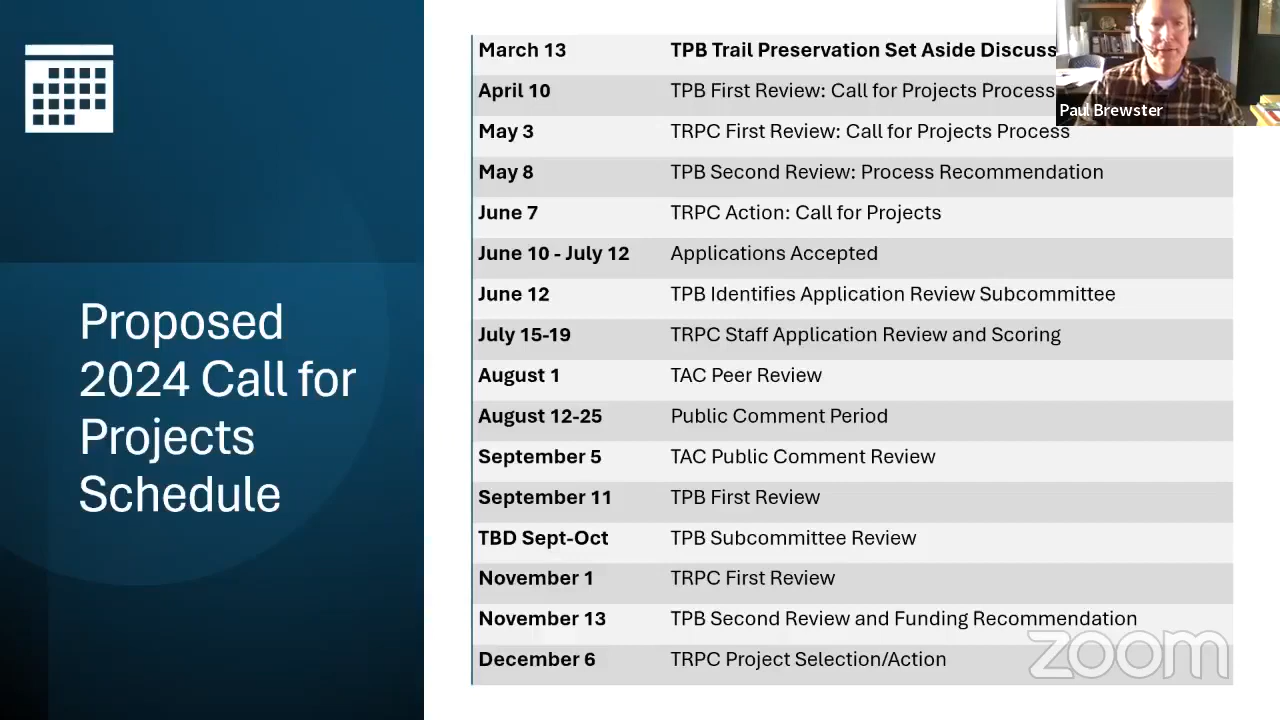 Proposed
2024 Call for
Projects
Schedule
March 13 TPB Trail Preservation Set Aside Discuss
April 10 TPB First Review: Call for Projects Process
May 3 TRPC First Review: Call for Projects Process
May 8 TPB Second Review: Process Recommendation
June 7 TRPC Action: Call for Projects
June 10 - July 12 Applications Accepted
June 12 TPB Identifies Application Review Subcommittee
July 15-19 TRPC Staff Application Review and Scoring
August 1 TAC Peer Review
August 12-25 Public Comment Period
September 5 TAC Public Comment Review
September 11 TPB First Review
TBD Sept-Oct TPB Subcommittee Review
November 1 TRPC First Review
November 13 TPB Second Review and Funding Recommendation
December 6 TRPC Project Selection/Action
Paul Brewster
zoom